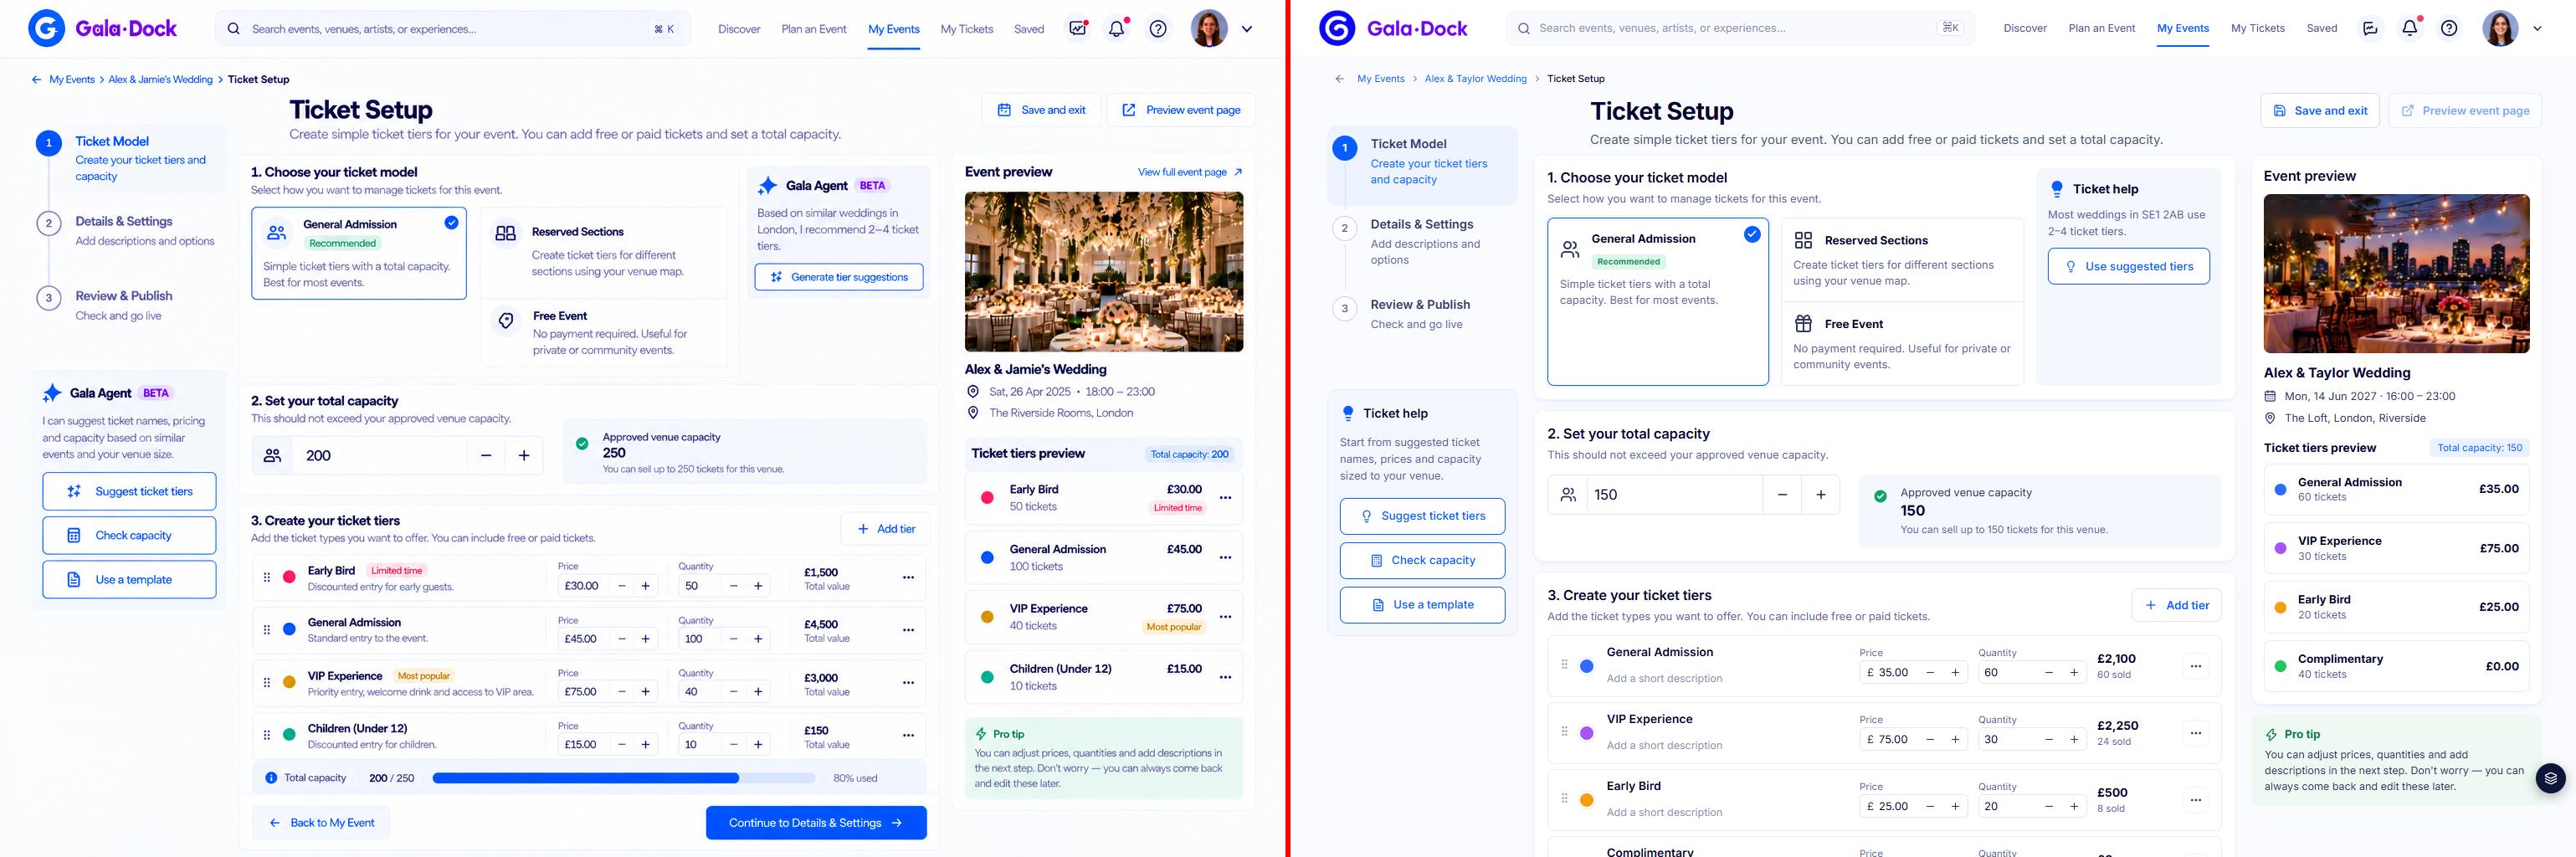 Gala·Dock
Search events, venues, artists, or experiences...
⌘ K
Discover
Plan an Event
My Events
My Tickets
Saved
My Events > Alex & Jamie's Wedding > Ticket Setup
Ticket Setup
Create simple ticket tiers for your event. You can add free or paid tickets and set a total capacity.
Save and exit
Preview event page
1
Ticket Model
Create your ticket tiers and
capacity
2
Details & Settings
Add descriptions and options
3
Review & Publish
Check and go live
Gala Agent BETA
I can suggest ticket names, pricing
and capacity based on similar
events and your venue size.
Suggest ticket tiers
Check capacity
Use a template
1. Choose your ticket model
Select how you want to manage tickets for this event.
General Admission
Recommended
Simple ticket tiers with a total capacity.
Best for most events.
Reserved Sections
Create ticket tiers for different
sections using your venue map.
Free Event
No payment required. Useful for
private or community events.
Gala Agent BETA
Based on similar weddings in
London, I recommend 2–4 ticket
tiers.
Generate tier suggestions
2. Set your total capacity
This should not exceed your approved venue capacity.
200
Approved venue capacity
250
You can sell up to 250 tickets for this venue.
3. Create your ticket tiers
Add the ticket types you want to offer. You can include free or paid tickets.
Add tier
Early Bird Limited time
Discounted entry for early guests.
Price
£30.00
Quantity
50
£1,500
Total value
General Admission
Standard entry to the event.
Price
£45.00
Quantity
100
£4,500
Total value
VIP Experience Most popular
Priority entry, welcome drink and access to VIP area.
Price
£75.00
Quantity
40
£3,000
Total value
Children (Under 12)
Discounted entry for children.
Price
£15.00
Quantity
10
£150
Total value
Total capacity 200 / 250
80% used
Back to My Event
Continue to Details & Settings
Event preview
View full event page
Alex & Jamie's Wedding
Sat, 26 Apr 2025 • 18:00 – 23:00
The Riverside Rooms, London
Ticket tiers preview
Total capacity: 200
Early Bird
50 tickets
£30.00
Limited time
General Admission
100 tickets
£45.00
VIP Experience
40 tickets
£75.00
Most popular
Children (Under 12)
10 tickets
£15.00
Pro tip
You can adjust prices, quantities and add descriptions in
the next step. Don't worry — you can always come back
and edit these later.
Gala·Dock
Search events, venues, artists, or experiences...
⌘K
Discover
Plan an Event
My Events
My Tickets
Saved
My Events > Alex & Taylor Wedding > Ticket Setup
Ticket Setup
Create simple ticket tiers for your event. You can add free or paid tickets and set a total capacity.
Save and exit
Preview event page
1
Ticket Model
Create your ticket tiers
and capacity
2
Details & Settings
Add descriptions and
options
3
Review & Publish
Check and go live
Ticket help
Start from suggested ticket
names, prices and capacity
sized to your venue.
Suggest ticket tiers
Check capacity
Use a template
1. Choose your ticket model
Select how you want to manage tickets for this event.
General Admission
Recommended
Simple ticket tiers with a total
capacity. Best for most events.
Reserved Sections
Create ticket tiers for different sections
using your venue map.
Free Event
No payment required. Useful for private or
community events.
Ticket help
Most weddings in SE1 2AB use
2–4 ticket tiers.
Use suggested tiers
2. Set your total capacity
This should not exceed your approved venue capacity.
150
Approved venue capacity
150
You can sell up to 150 tickets for this venue.
3. Create your ticket tiers
Add the ticket types you want to offer. You can include free or paid tickets.
Add tier
General Admission
Add a short description
Price
£ 35.00
Quantity
60
£2,100
60 sold
VIP Experience
Add a short description
Price
£ 75.00
Quantity
30
£2,250
24 sold
Early Bird
Add a short description
Price
£ 25.00
Quantity
20
£500
8 sold
Complimentary
Event preview
Alex & Taylor Wedding
Mon, 14 Jun 2027 · 16:00 – 23:00
The Loft, London, Riverside
Ticket tiers preview
Total capacity: 150
General Admission
60 tickets
£35.00
VIP Experience
30 tickets
£75.00
Early Bird
20 tickets
£25.00
Complimentary
40 tickets
£0.00
Pro tip
You can adjust prices, quantities and add
descriptions in the next step. Don't worry — you can
always come back and edit these later.